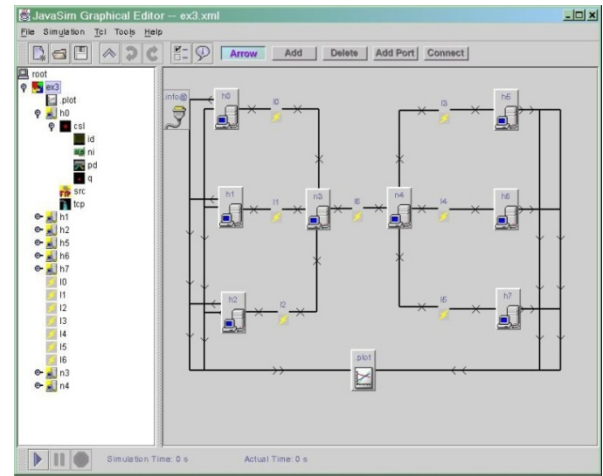 JavaSim Graphical Editor -- ex3.xml
File Simulation Tcl Tools Help
Arrow Add Delete Add Port Connect
root
ex3
.plot
h0
csl
id
ni
pd
q
src
tcp
h1
h2
h5
h6
h7
l0
l1
l2
l3
l4
l5
l6
n3
n4
.info@
h0
l0
l3
h5
h1
l1
n3
n4
l4
h6
h2
l2
h7
.plot
Simulation Time: 0 s Actual Time: 0 s